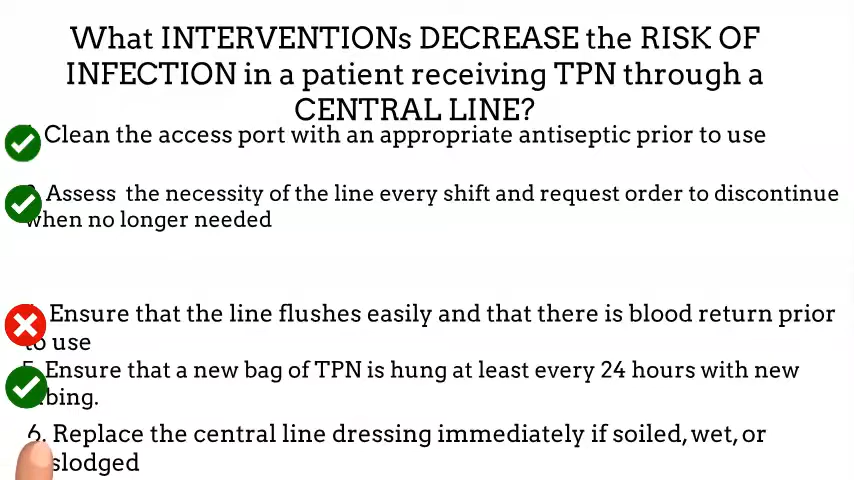 What INTERVENTIONs DECREASE the RISK OF
INFECTION in a patient receiving TPN through a
CENTRAL LINE?
Clean the access port with an appropriate antiseptic prior to use
Assess the necessity of the line every shift and request order to discontinue
when no longer needed
Ensure that the line flushes easily and that there is blood return prior
to use
5. Ensure that a new bag of TPN is hung at least every 24 hours with new
bing.
6. Replace the central line dressing immediately if soiled, wet, or
slodged